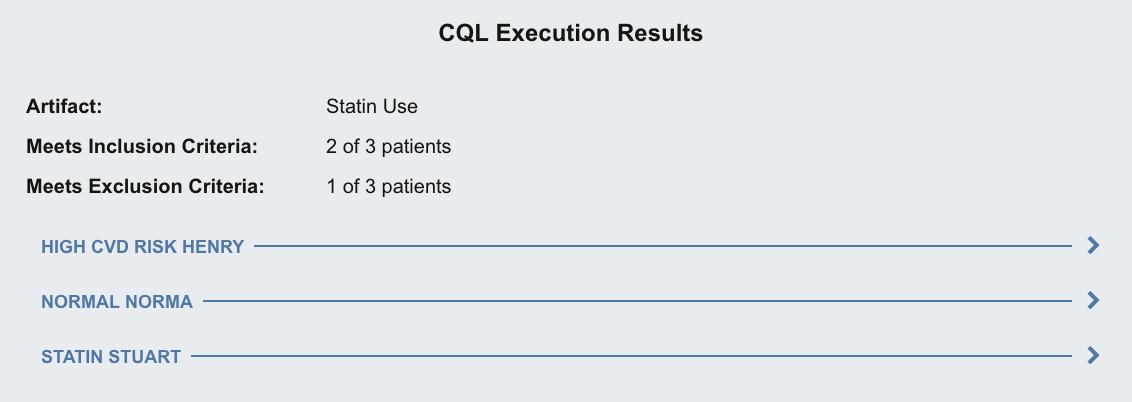 CQL Execution Results
Artifact: Statin Use
Meets Inclusion Criteria: 2 of 3 patients
Meets Exclusion Criteria: 1 of 3 patients
HIGH CVD RISK HENRY
NORMAL NORMA
STATIN STUART